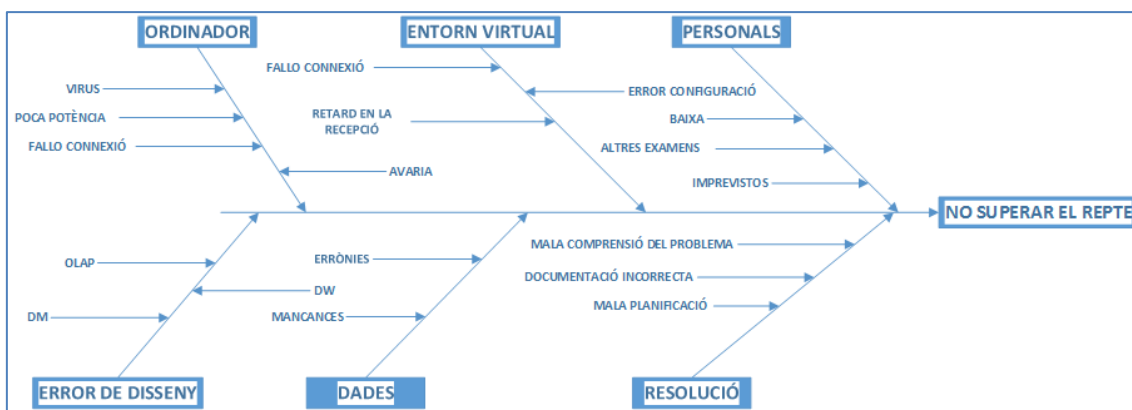 ORDINADOR
ENTORN VIRTUAL
PERSONALS
FALLO CONNEXIÓ
VIRUS
ERROR CONFIGURACIÓ
POCA POTÈNCIA
RETARD EN LA
RECEPCIÓ
BAIXA
FALLO CONNEXIÓ
ALTRES EXAMENS
AVARIA
IMPREVISTOS
NO SUPERAR EL REPTE
MALA COMPRENSIÓ DEL PROBLEMA
OLAP
ERRÒNIES
DOCUMENTACIÓ INCORRECTA
DW
MALA PLANIFICACIÓ
DM
MANCANCES
ERROR DE DISSENY
DADES
RESOLUCIÓ